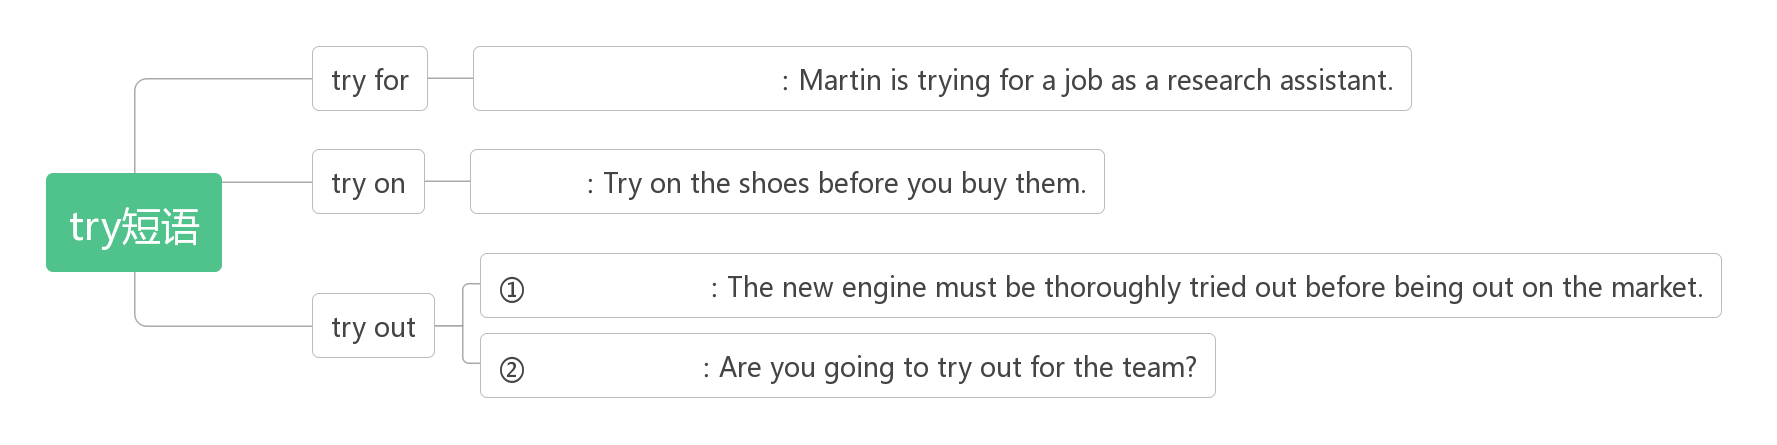 try短语
try for
: Martin is trying for a job as a research assistant.
try on
: Try on the shoes before you buy them.
try out
① : The new engine must be thoroughly tried out before being out on the market.
② : Are you going to try out for the team?